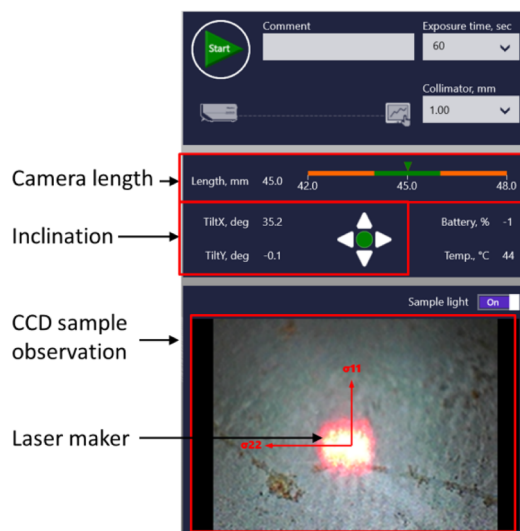 Comment
Exposure time, sec
Start
60
Collimator, mm
1.00
Camera length
Length, mm 45.0
42.0 45.0 48.0
Inclination
TiltX, deg 35.2
Battery, % -1
TiltY, deg -0.1
Temp., °C 44
Sample light On
CCD sample
observation
σ11
Laser maker
σ22